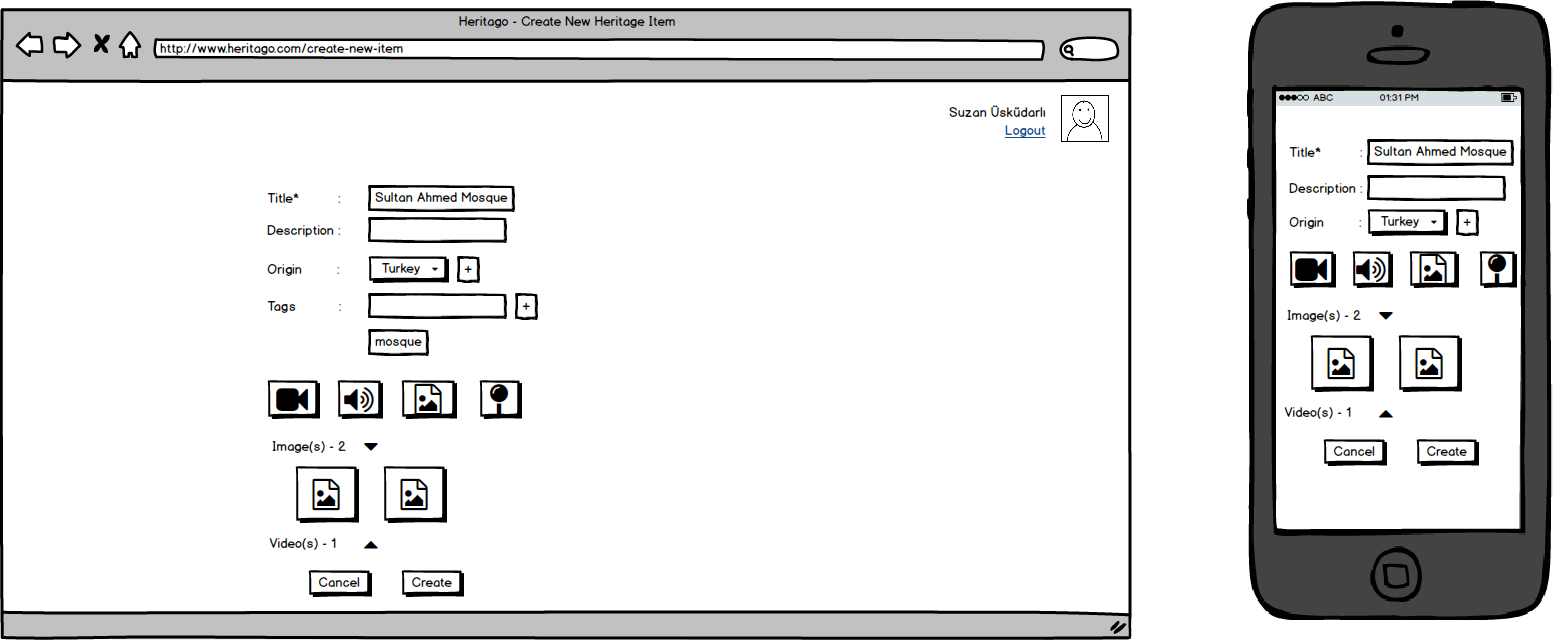 Heritago - Create New Heritage Item
http://www.heritago.com/create-new-item
Suzan Üsküdarlı
Logout
Title* : Sultan Ahmed Mosque
Description :
Origin : Turkey +
Tags : +
mosque
Image(s) - 2
Video(s) - 1
Cancel Create
ABC 01:31 PM
Title* : Sultan Ahmed Mosque
Description :
Origin : Turkey +
Image(s) - 2
Video(s) - 1
Cancel Create